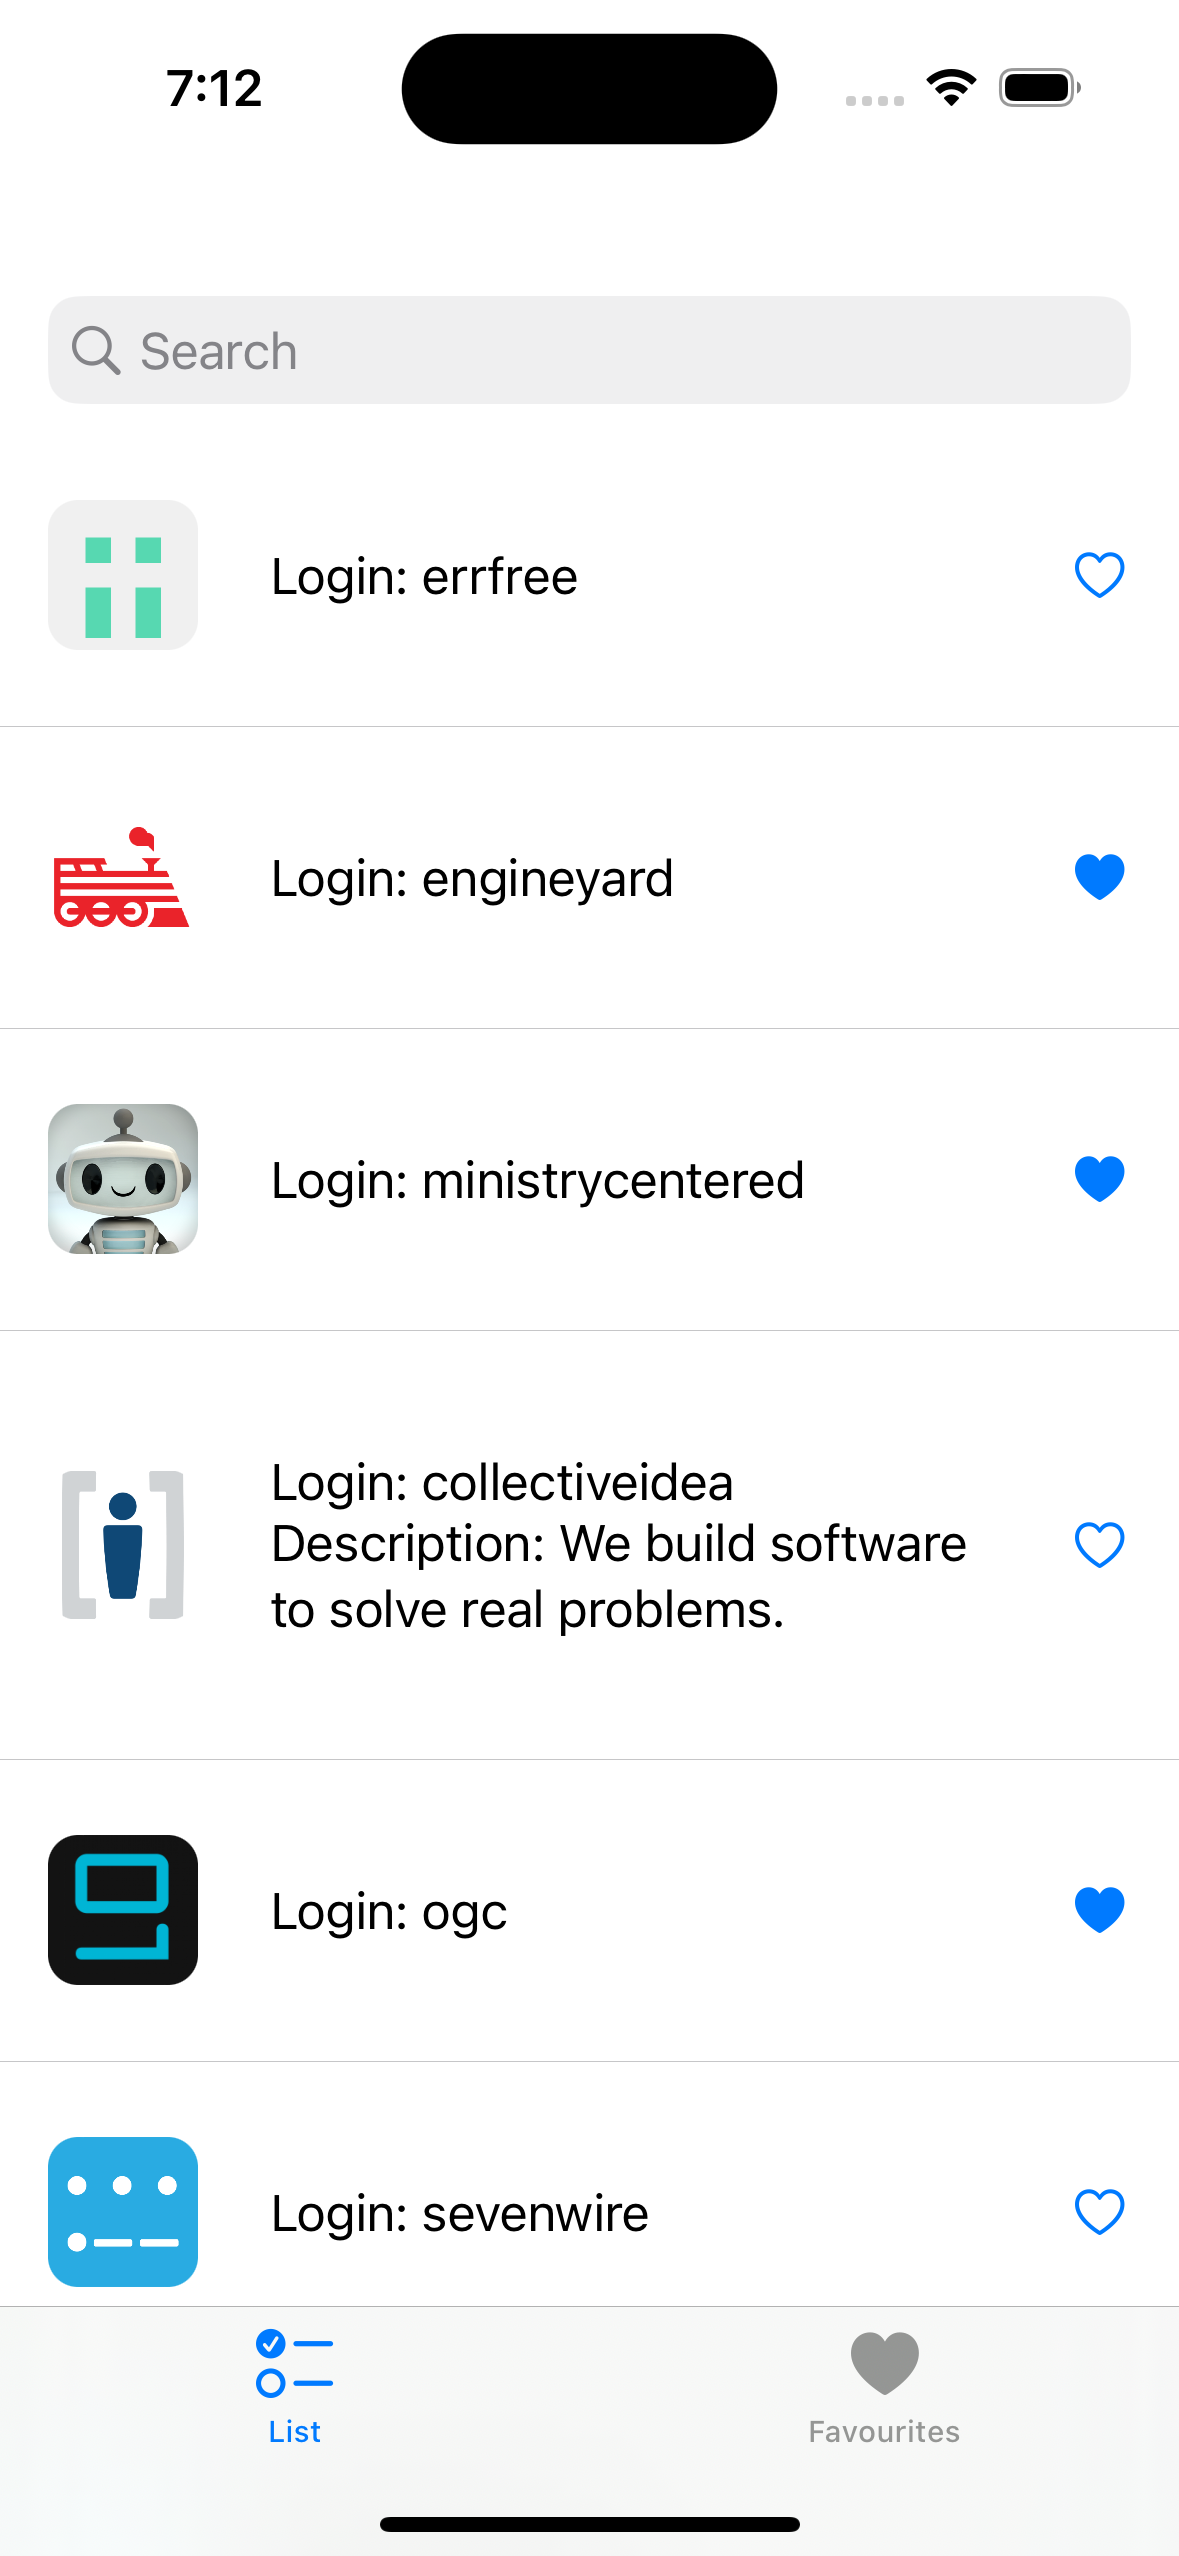 7:12
Search
Login: errfree
Login: engineyard
Login: ministrycentered
Login: collectiveidea
Description: We build software
to solve real problems.
Login: ogc
Login: sevenwire
List
Favourites